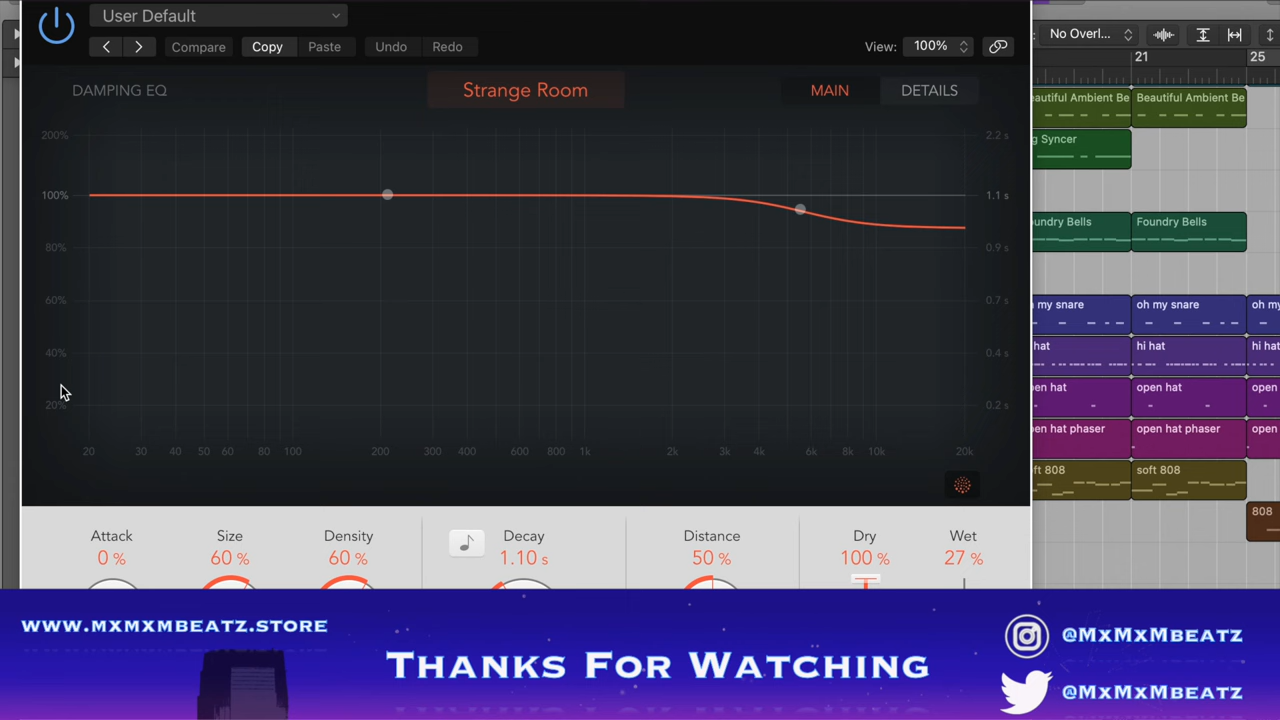 User Default
Compare Copy Paste Undo Redo View: 100%
DAMPING EQ Strange Room MAIN DETAILS
200% 2.2 s
100% 1.1 s
80% 0.9 s
60% 0.7 s
40% 0.4 s
20% 0.2 s
20 30 40 50 60 80 100 200 300 400 600 800 1k 2k 3k 4k 6k 8k 10k 20k
Attack Size Density Decay Distance Dry Wet
0 % 60 % 60 % 1.10 s 50 % 100 % 27 %
No Overl...
21 25
eautiful Ambient Be Beautiful Ambient Be
g Syncer
undry Bells Foundry Bells
my snare oh my snare oh my
hat hi hat hi hat
pen hat open hat open
en hat phaser open hat phaser open
soft 808 soft 808
808
www.mxmxmbeatz.store
Thanks For Watching
@MxMxMbeatz
@MxMxMbeatz